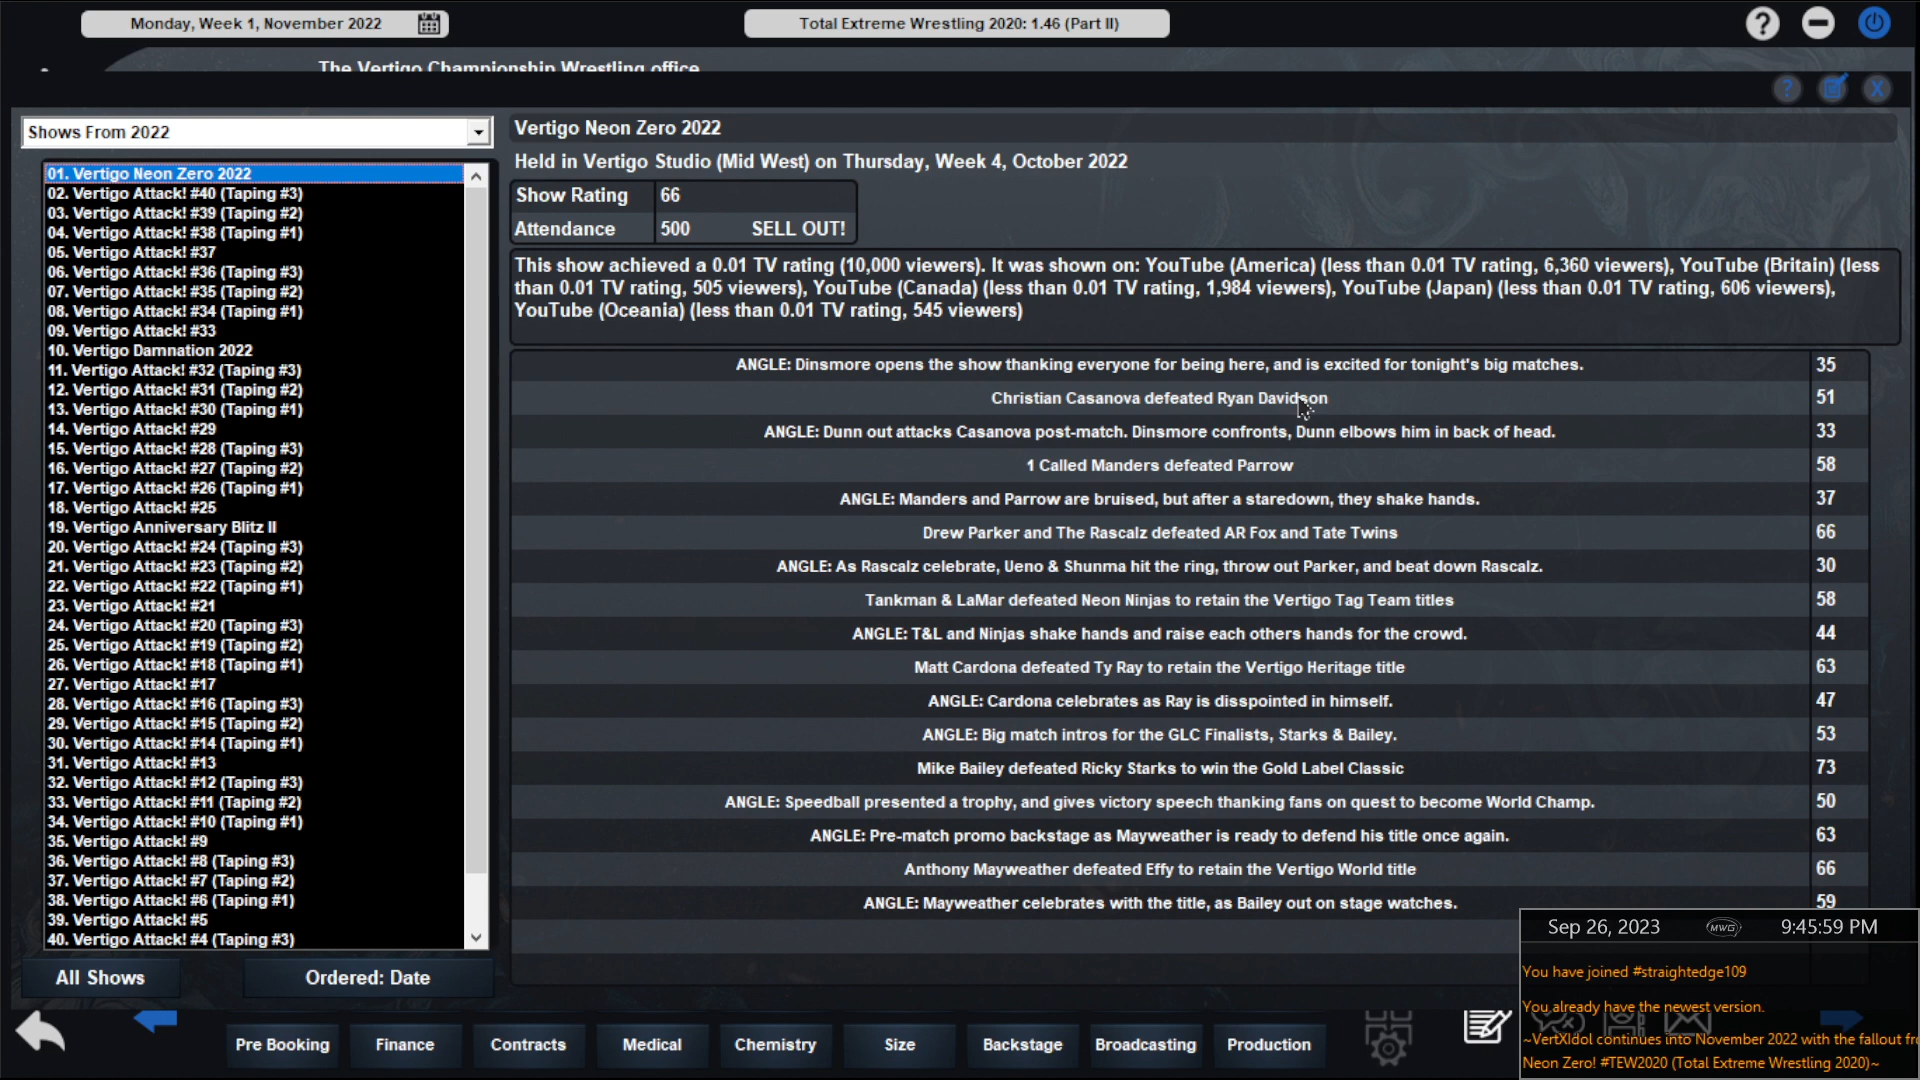 Monday, Week 1, November 2022
Total Extreme Wrestling 2020: 1.46 (Part II)
?
The Vertigo Championship Wrestling office
? X
Shows From 2022
01. Vertigo Neon Zero 2022
02. Vertigo Attack! #40 (Taping #3)
03. Vertigo Attack! #39 (Taping #2)
04. Vertigo Attack! #38 (Taping #1)
05. Vertigo Attack! #37
06. Vertigo Attack! #36 (Taping #3)
07. Vertigo Attack! #35 (Taping #2)
08. Vertigo Attack! #34 (Taping #1)
09. Vertigo Attack! #33
10. Vertigo Damnation 2022
11. Vertigo Attack! #32 (Taping #3)
12. Vertigo Attack! #31 (Taping #2)
13. Vertigo Attack! #30 (Taping #1)
14. Vertigo Attack! #29
15. Vertigo Attack! #28 (Taping #3)
16. Vertigo Attack! #27 (Taping #2)
17. Vertigo Attack! #26 (Taping #1)
18. Vertigo Attack! #25
19. Vertigo Anniversary Blitz II
20. Vertigo Attack! #24 (Taping #3)
21. Vertigo Attack! #23 (Taping #2)
22. Vertigo Attack! #22 (Taping #1)
23. Vertigo Attack! #21
24. Vertigo Attack! #20 (Taping #3)
25. Vertigo Attack! #19 (Taping #2)
26. Vertigo Attack! #18 (Taping #1)
27. Vertigo Attack! #17
28. Vertigo Attack! #16 (Taping #3)
29. Vertigo Attack! #15 (Taping #2)
30. Vertigo Attack! #14 (Taping #1)
31. Vertigo Attack! #13
32. Vertigo Attack! #12 (Taping #3)
33. Vertigo Attack! #11 (Taping #2)
34. Vertigo Attack! #10 (Taping #1)
35. Vertigo Attack! #9
36. Vertigo Attack! #8 (Taping #3)
37. Vertigo Attack! #7 (Taping #2)
38. Vertigo Attack! #6 (Taping #1)
39. Vertigo Attack! #5
40. Vertigo Attack! #4 (Taping #3)
All Shows
Ordered: Date
Vertigo Neon Zero 2022
Held in Vertigo Studio (Mid West) on Thursday, Week 4, October 2022
Show Rating 66
Attendance 500 SELL OUT!
This show achieved a 0.01 TV rating (10,000 viewers). It was shown on: YouTube (America) (less than 0.01 TV rating, 6,360 viewers), YouTube (Britain) (less
than 0.01 TV rating, 505 viewers), YouTube (Canada) (less than 0.01 TV rating, 1,984 viewers), YouTube (Japan) (less than 0.01 TV rating, 606 viewers),
YouTube (Oceania) (less than 0.01 TV rating, 545 viewers)
ANGLE: Dinsmore opens the show thanking everyone for being here, and is excited for tonight's big matches. 35
Christian Casanova defeated Ryan Davidson 51
ANGLE: Dunn out attacks Casanova post-match. Dinsmore confronts, Dunn elbows him in back of head. 33
1 Called Manders defeated Parrow 58
ANGLE: Manders and Parrow are bruised, but after a staredown, they shake hands. 37
Drew Parker and The Rascalz defeated AR Fox and Tate Twins 66
ANGLE: As Rascalz celebrate, Ueno & Shunma hit the ring, throw out Parker, and beat down Rascalz. 30
Tankman & LaMar defeated Neon Ninjas to retain the Vertigo Tag Team titles 58
ANGLE: T&L and Ninjas shake hands and raise each others hands for the crowd. 44
Matt Cardona defeated Ty Ray to retain the Vertigo Heritage title 63
ANGLE: Cardona celebrates as Ray is disspointed in himself. 47
ANGLE: Big match intros for the GLC Finalists, Starks & Bailey. 53
Mike Bailey defeated Ricky Starks to win the Gold Label Classic 73
ANGLE: Speedball presented a trophy, and gives victory speech thanking fans on quest to become World Champ. 50
ANGLE: Pre-match promo backstage as Mayweather is ready to defend his title once again. 63
Anthony Mayweather defeated Effy to retain the Vertigo World title 66
ANGLE: Mayweather celebrates with the title, as Bailey out on stage watches. 59
Sep 26, 2023 MWG 9:45:59 PM
You have joined #straightedge109
You already have the newest version.
~VertXIdol continues into November 2022 with the fallout fr
Neon Zero! #TEW2020 (Total Extreme Wrestling 2020)~
Pre Booking
Finance
Contracts
Medical
Chemistry
Size
Backstage
Broadcasting
Production